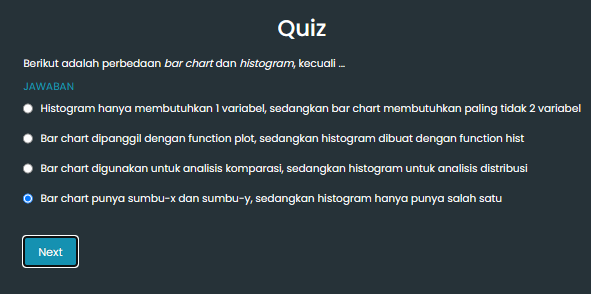 Quiz
Berikut adalah perbedaan bar chart dan histogram, kecuali ...
JAWABAN
Histogram hanya membutuhkan 1 variabel, sedangkan bar chart membutuhkan paling tidak 2 variabel
Bar chart dipanggil dengan function plot, sedangkan histogram dibuat dengan function hist
Bar chart digunakan untuk analisis komparasi, sedangkan histogram untuk analisis distribusi
Bar chart punya sumbu-x dan sumbu-y, sedangkan histogram hanya punya salah satu
Next